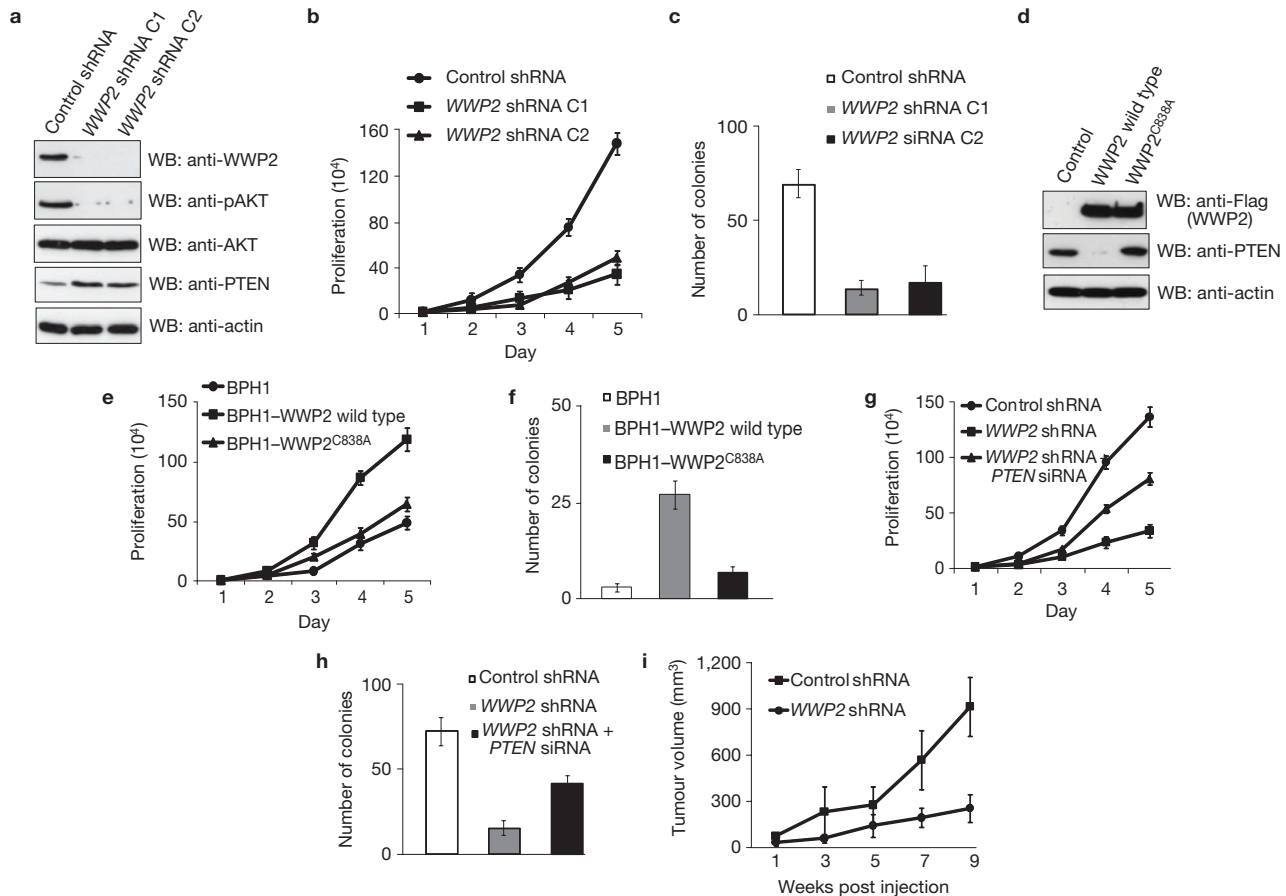 a
Control shRNA
WWP2 shRNA C1
WWP2 shRNA C2
WB: anti-WWP2
WB: anti-pAKT
WB: anti-AKT
WB: anti-PTEN
WB: anti-actin
b
Control shRNA
WWP2 shRNA C1
WWP2 shRNA C2
Proliferation (10⁴)
160
120
80
40
0
1 2 3 4 5
Day
c
Control shRNA
WWP2 shRNA C1
WWP2 siRNA C2
Number of colonies
100
50
0
d
Control
WWP2 wild type
WWP2ᶜ⁸³⁸ᴬ
WB: anti-Flag
(WWP2)
WB: anti-PTEN
WB: anti-actin
e
BPH1
BPH1–WWP2 wild type
BPH1–WWP2ᶜ⁸³⁸ᴬ
Proliferation (10⁴)
150
100
50
0
1 2 3 4 5
Day
f
BPH1
BPH1–WWP2 wild type
BPH1–WWP2ᶜ⁸³⁸ᴬ
Number of colonies
50
25
0
g
Control shRNA
WWP2 shRNA
WWP2 shRNA +
PTEN siRNA
Proliferation (10⁴)
150
100
50
0
1 2 3 4 5
Day
h
Control shRNA
WWP2 shRNA
WWP2 shRNA +
PTEN siRNA
Number of colonies
100
50
0
i
Control shRNA
WWP2 shRNA
Tumour volume (mm³)
1,200
900
600
300
0
1 3 5 7 9
Weeks post injection